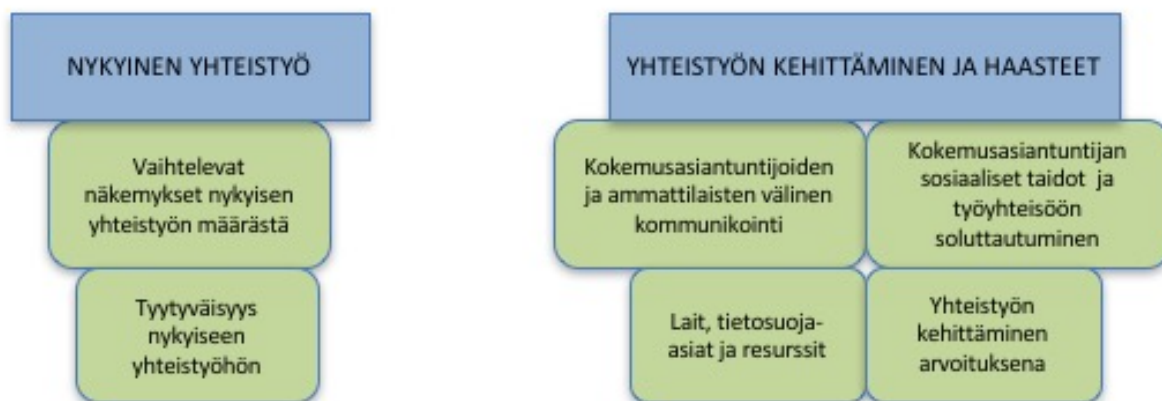 NYKYINEN YHTEISTYÖ
Vaihtelevat
näkemykset nykyisen
yhteistyön määrästä
Tyytyväisyys
nykyiseen
yhteistyöhön
YHTEISTYÖN KEHITTÄMINEN JA HAASTEET
Kokemusasiantuntijoiden
ja ammattilaisten välinen
kommunikointi
Kokemusasiantuntijan
sosiaaliset taidot ja
työyhteisöön
soluttautuminen
Lait, tietosuoja-
asiat ja resurssit
Yhteistyön
kehittäminen
arvoituksena